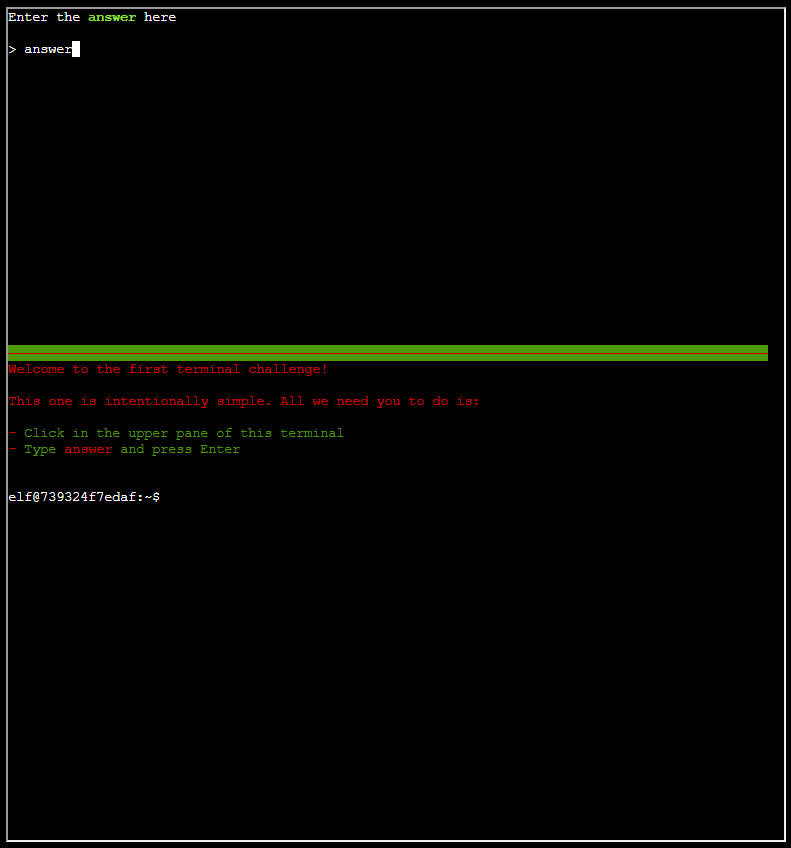 Enter the answer here
> answer
Welcome to the first terminal challenge!
This one is intentionally simple. All we need you to do is:
- Click in the upper pane of this terminal
- Type answer and press Enter
elf@739324f7edaf:~$